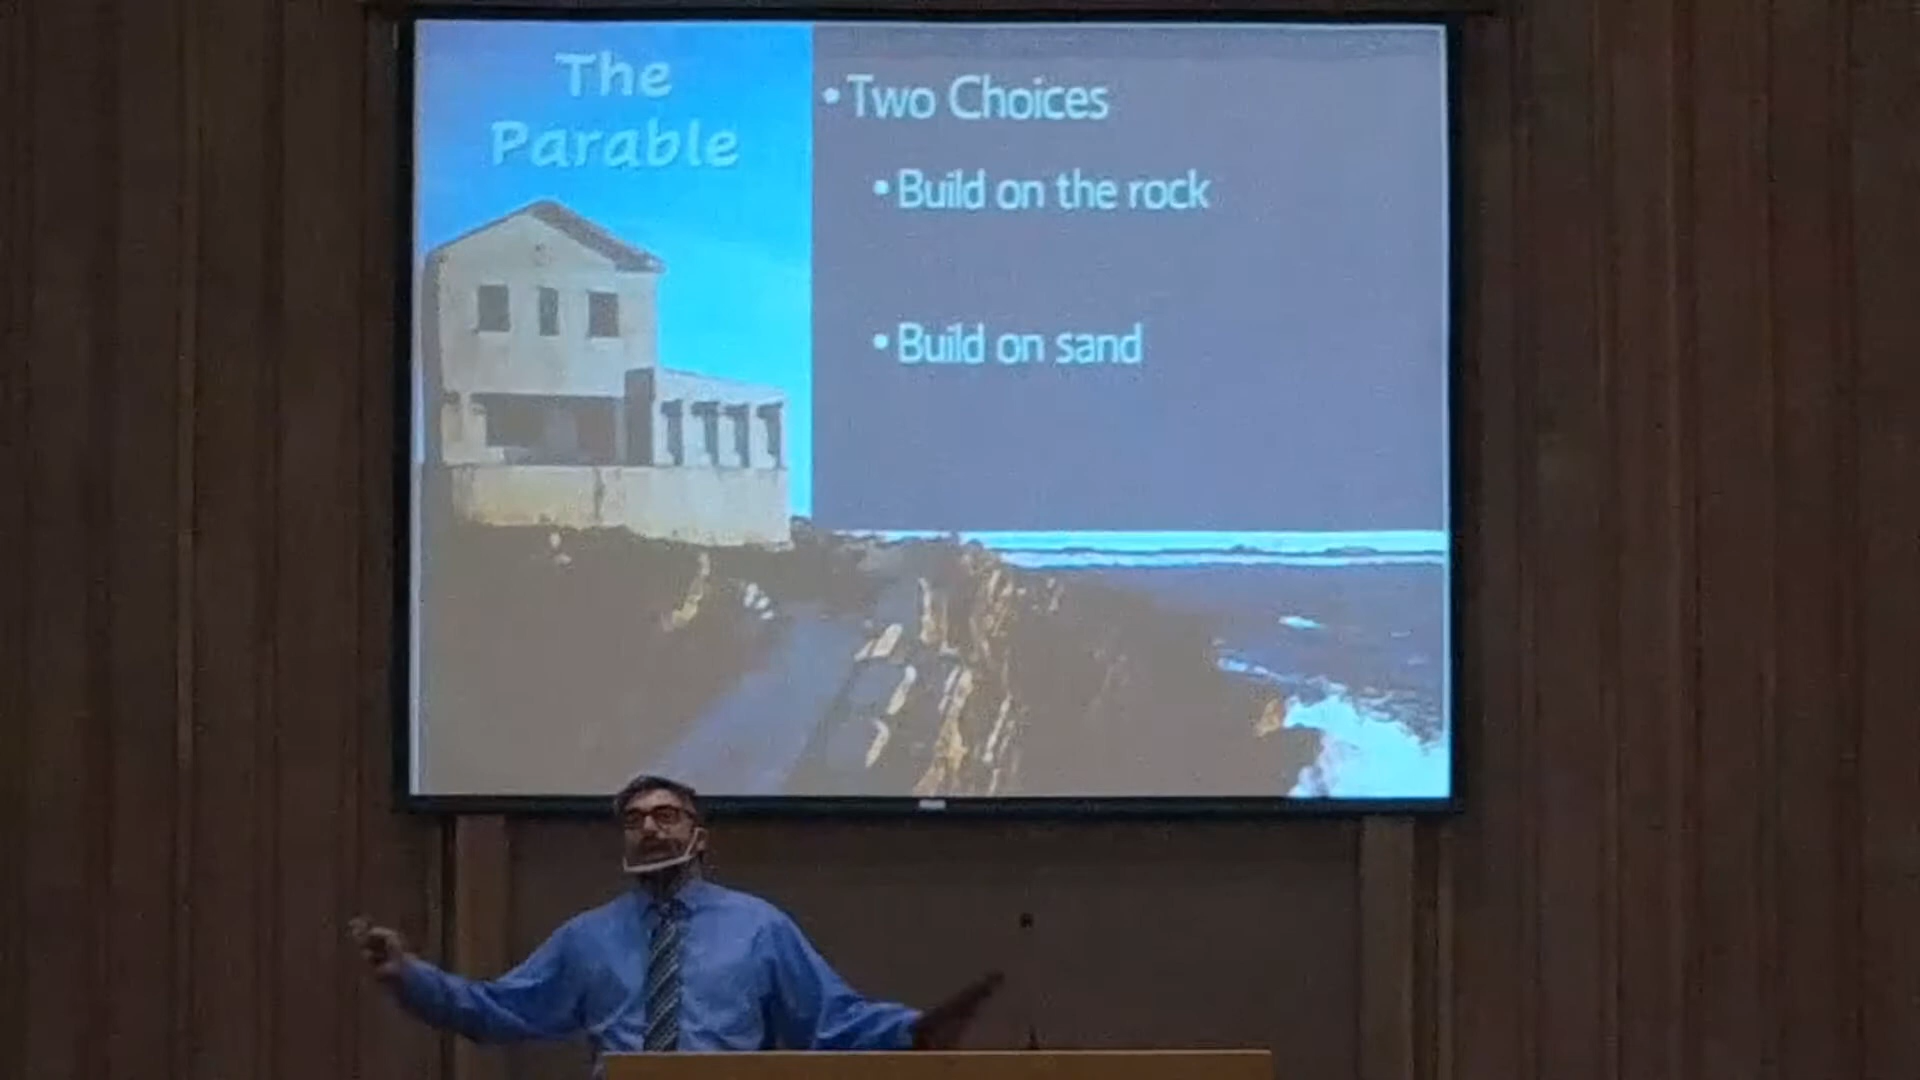 The
Parable
• Two Choices
• Build on the rock
• Build on sand